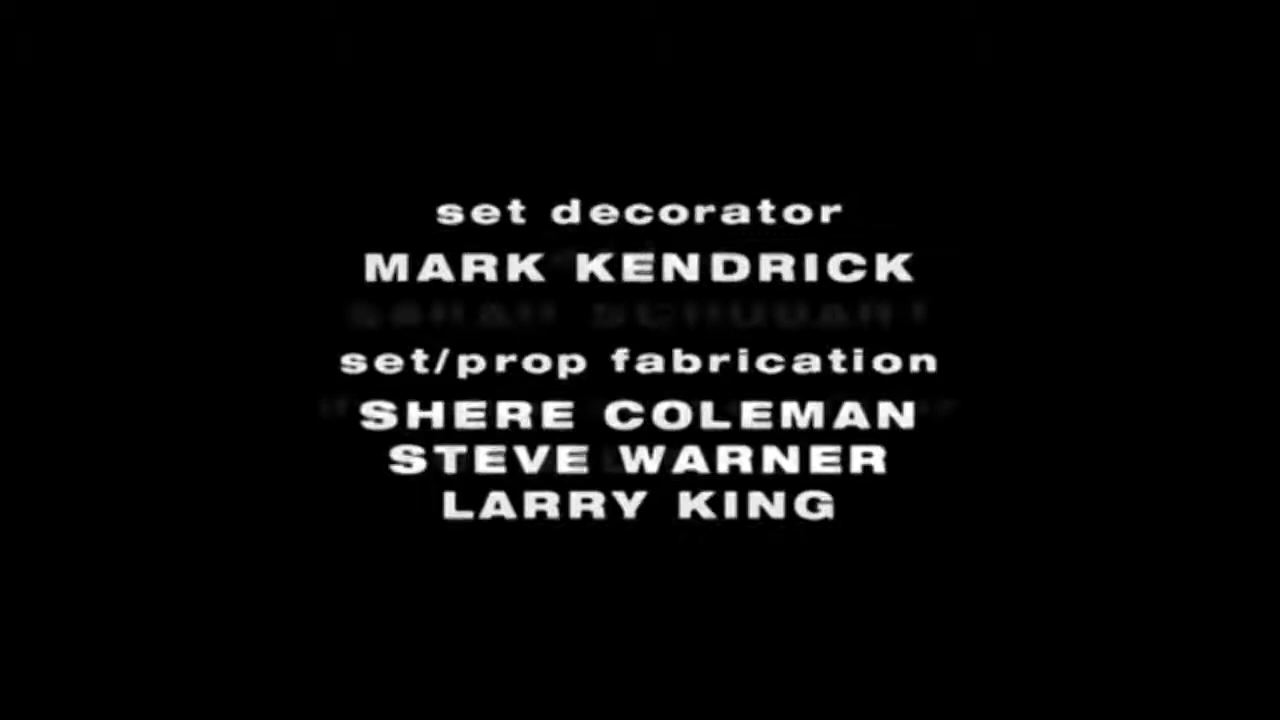 set decorator
MARK KENDRICK
set/prop fabrication
SHERE COLEMAN
STEVE WARNER
LARRY KING